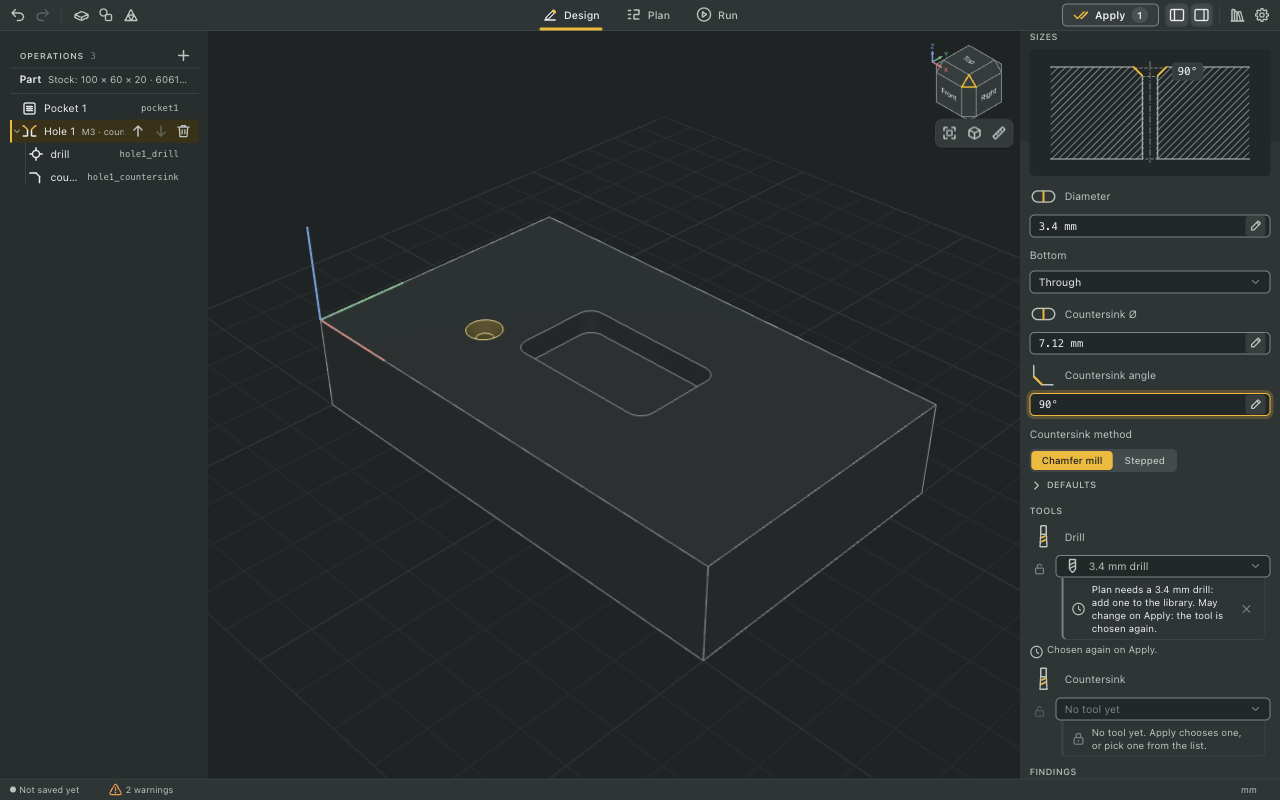 Design
Plan
Run
Apply 1
OPERATIONS 3
Part Stock: 100 × 60 × 20 · 6061...
Pocket 1 pocket1
Hole 1 M3 · coun
drill hole1_drill
cou... hole1_countersink
Z
Y
X
Top
Front
Right
SIZES
90°
Diameter
3.4 mm
Bottom
Through
Countersink Ø
7.12 mm
Countersink angle
90°
Countersink method
Chamfer mill Stepped
DEFAULTS
TOOLS
Drill
3.4 mm drill
Plan needs a 3.4 mm drill:
add one to the library. May
change on Apply: the tool is
chosen again.
Chosen again on Apply.
Countersink
No tool yet
No tool yet. Apply chooses one,
or pick one from the list.
FINDINGS
Not saved yet
2 warnings
mm